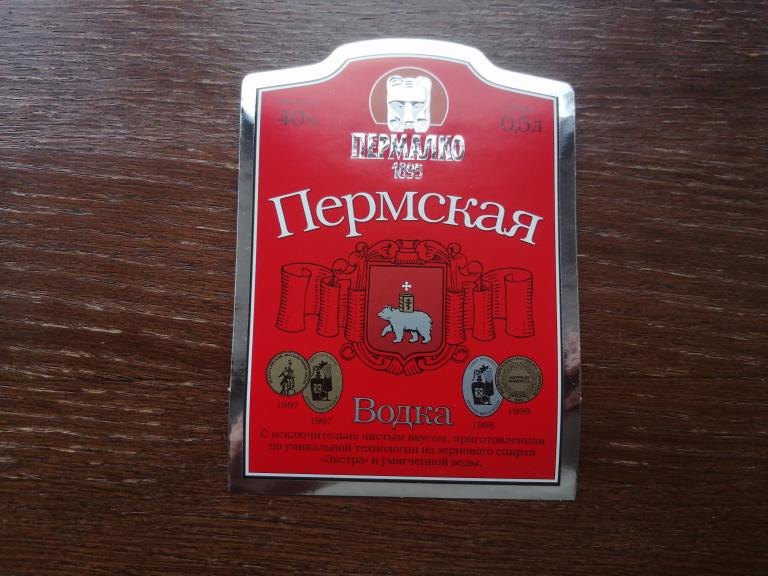 40%
0,5л
ПЕРМАЛКО
1895
Пермская
1997
1997
1998
1999
Водка
С исключительно чистым вкусом, приготовленная
по уникальной технологии из зернового спирта
«Экстра» и умягченной воды.